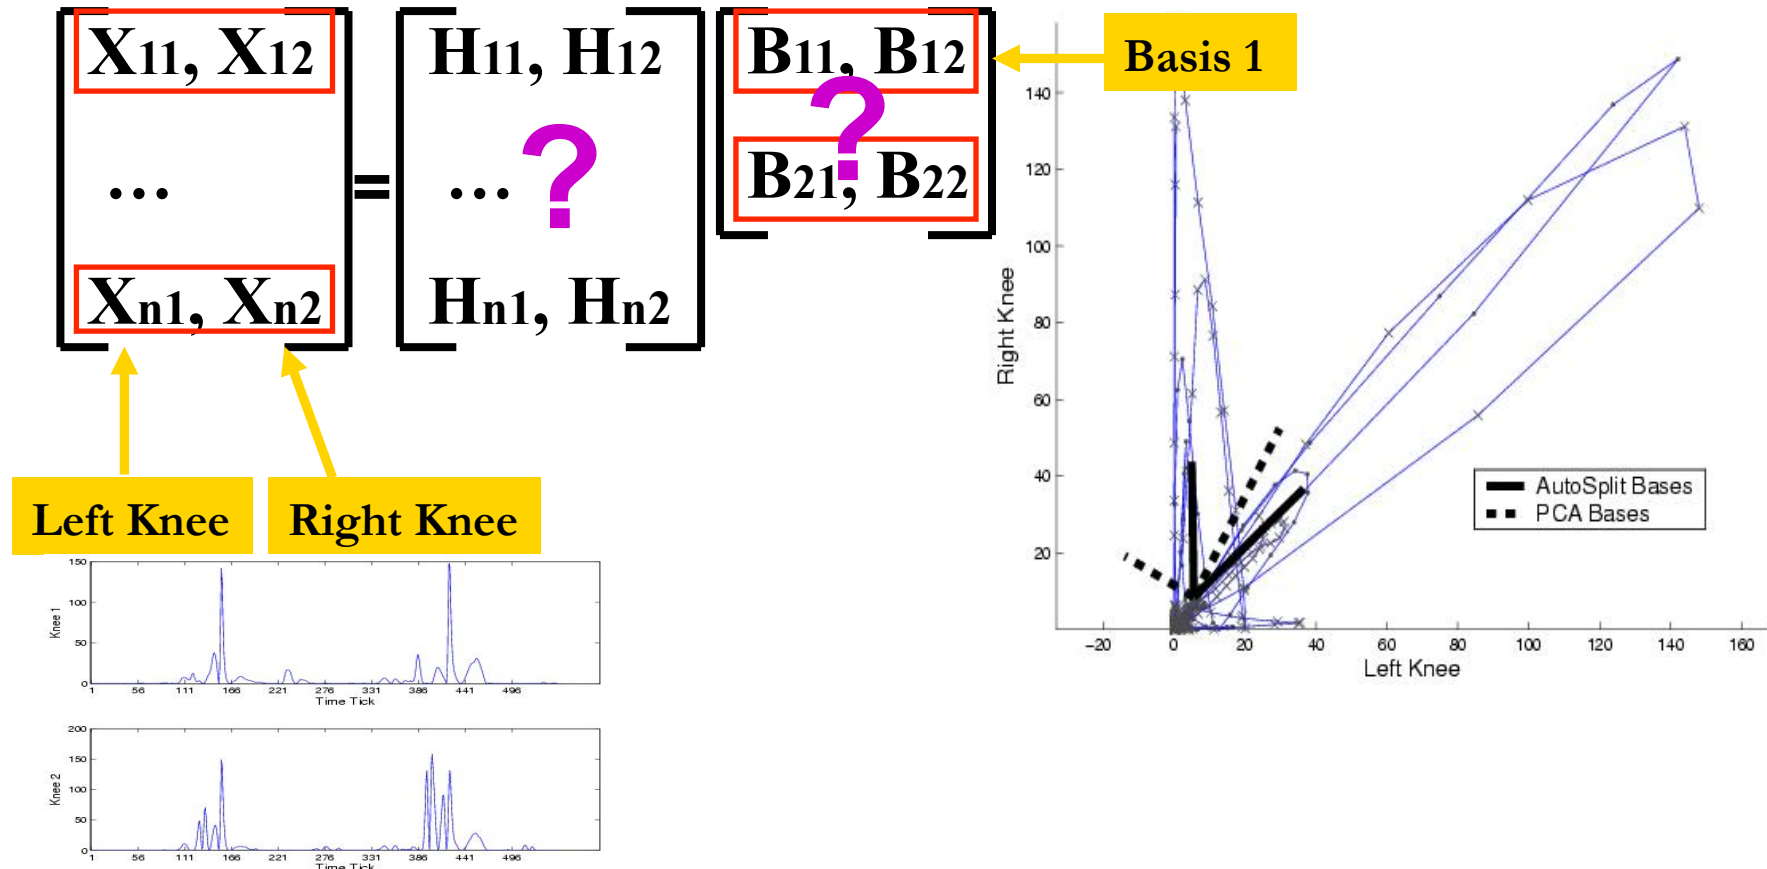 X11, X12
...
Xn1, Xn2
=
H11, H12
... ?
Hn1, Hn2
B11, B12
?
B21, B22
Basis 1
Left Knee
Right Knee
150
100
50
0
Knee 1
1 56 111 166 221 276 331 386 441 496
Time Tick
200
150
100
50
0
Knee 2
1 56 111 166 221 276 331 386 441 496
Time Tick
140
120
100
80
60
40
20
Right Knee
AutoSplit Bases
PCA Bases
-20 0 20 40 60 80 100 120 140 160
Left Knee